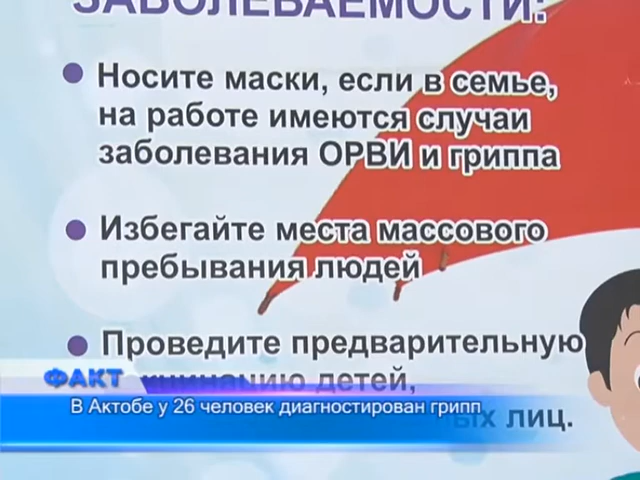 ЗАБОЛЕВАЕМОСТИ:
Носите маски, если в семье,
на работе имеются случаи
заболевания ОРВИ и гриппа
Избегайте места массового
пребывания людей
Проведите предварительную
детей,
лиц.
ФАКТ
В Актобе у 26 человек диагностирован грипп